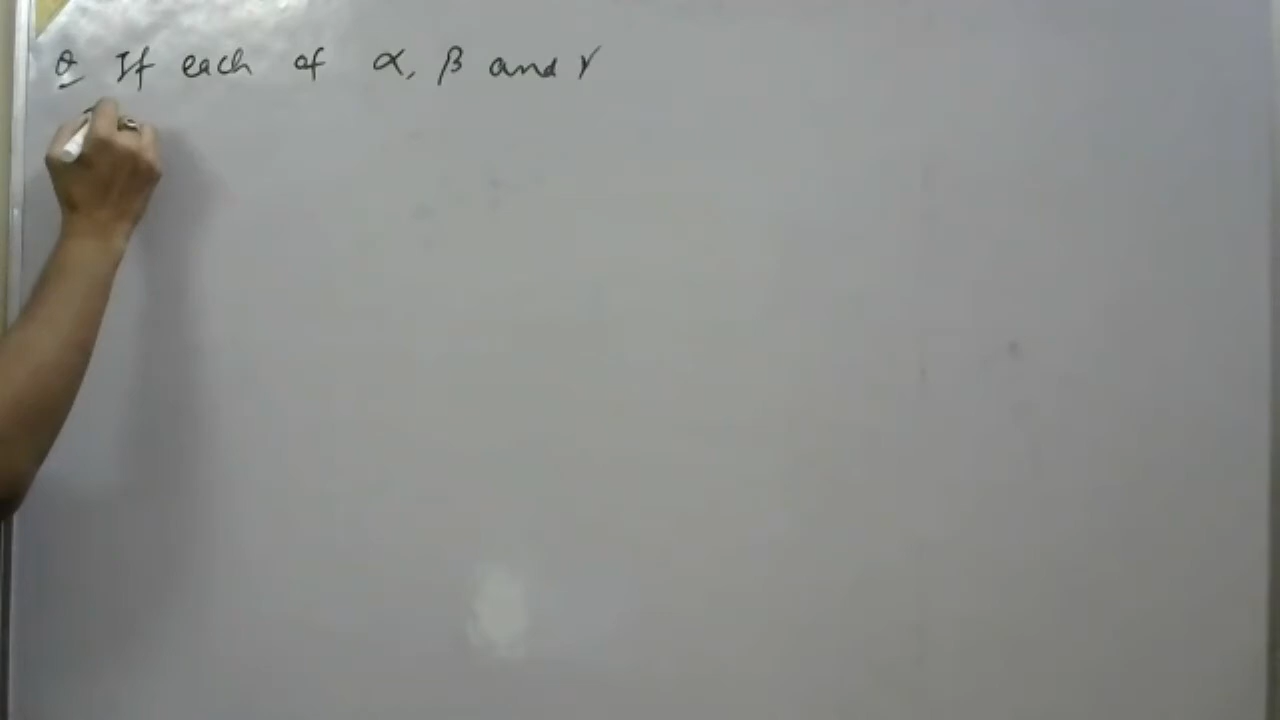 Q If each of α, β and γ